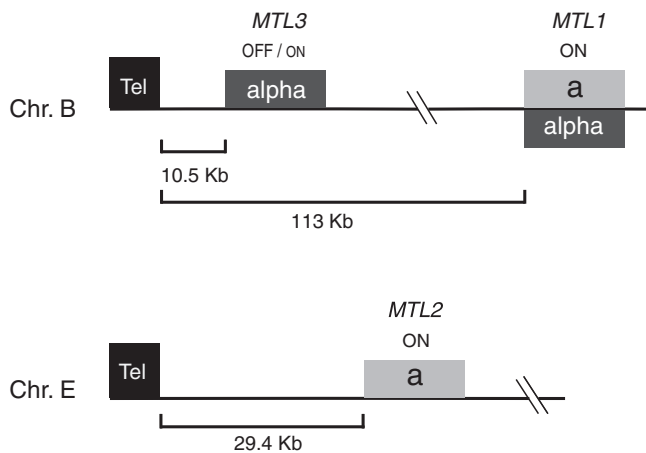 MTL3 MTL1
OFF / ON ON
Tel alpha a
Chr. B
alpha
10.5 Kb
113 Kb
MTL2
ON
Tel a
Chr. E
29.4 Kb